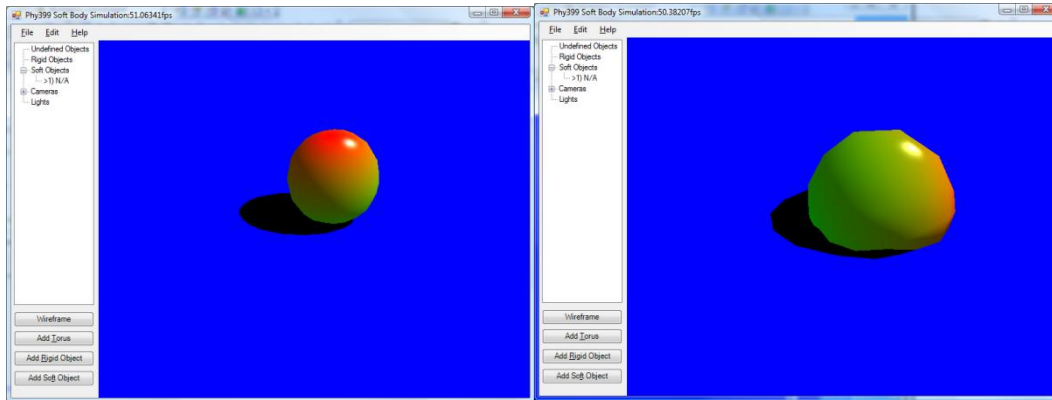 Phy399 Soft Body Simulation:51.06341fps
File Edit Help
Undefined Objects
Rigid Objects
Soft Objects
>1) N/A
Cameras
Lights
Wireframe
Add Torus
Add Rigid Object
Add Soft Object
Phy399 Soft Body Simulation:50.38207fps
File Edit Help
Undefined Objects
Rigid Objects
Soft Objects
>1) N/A
Cameras
Lights
Wireframe
Add Torus
Add Rigid Object
Add Soft Object